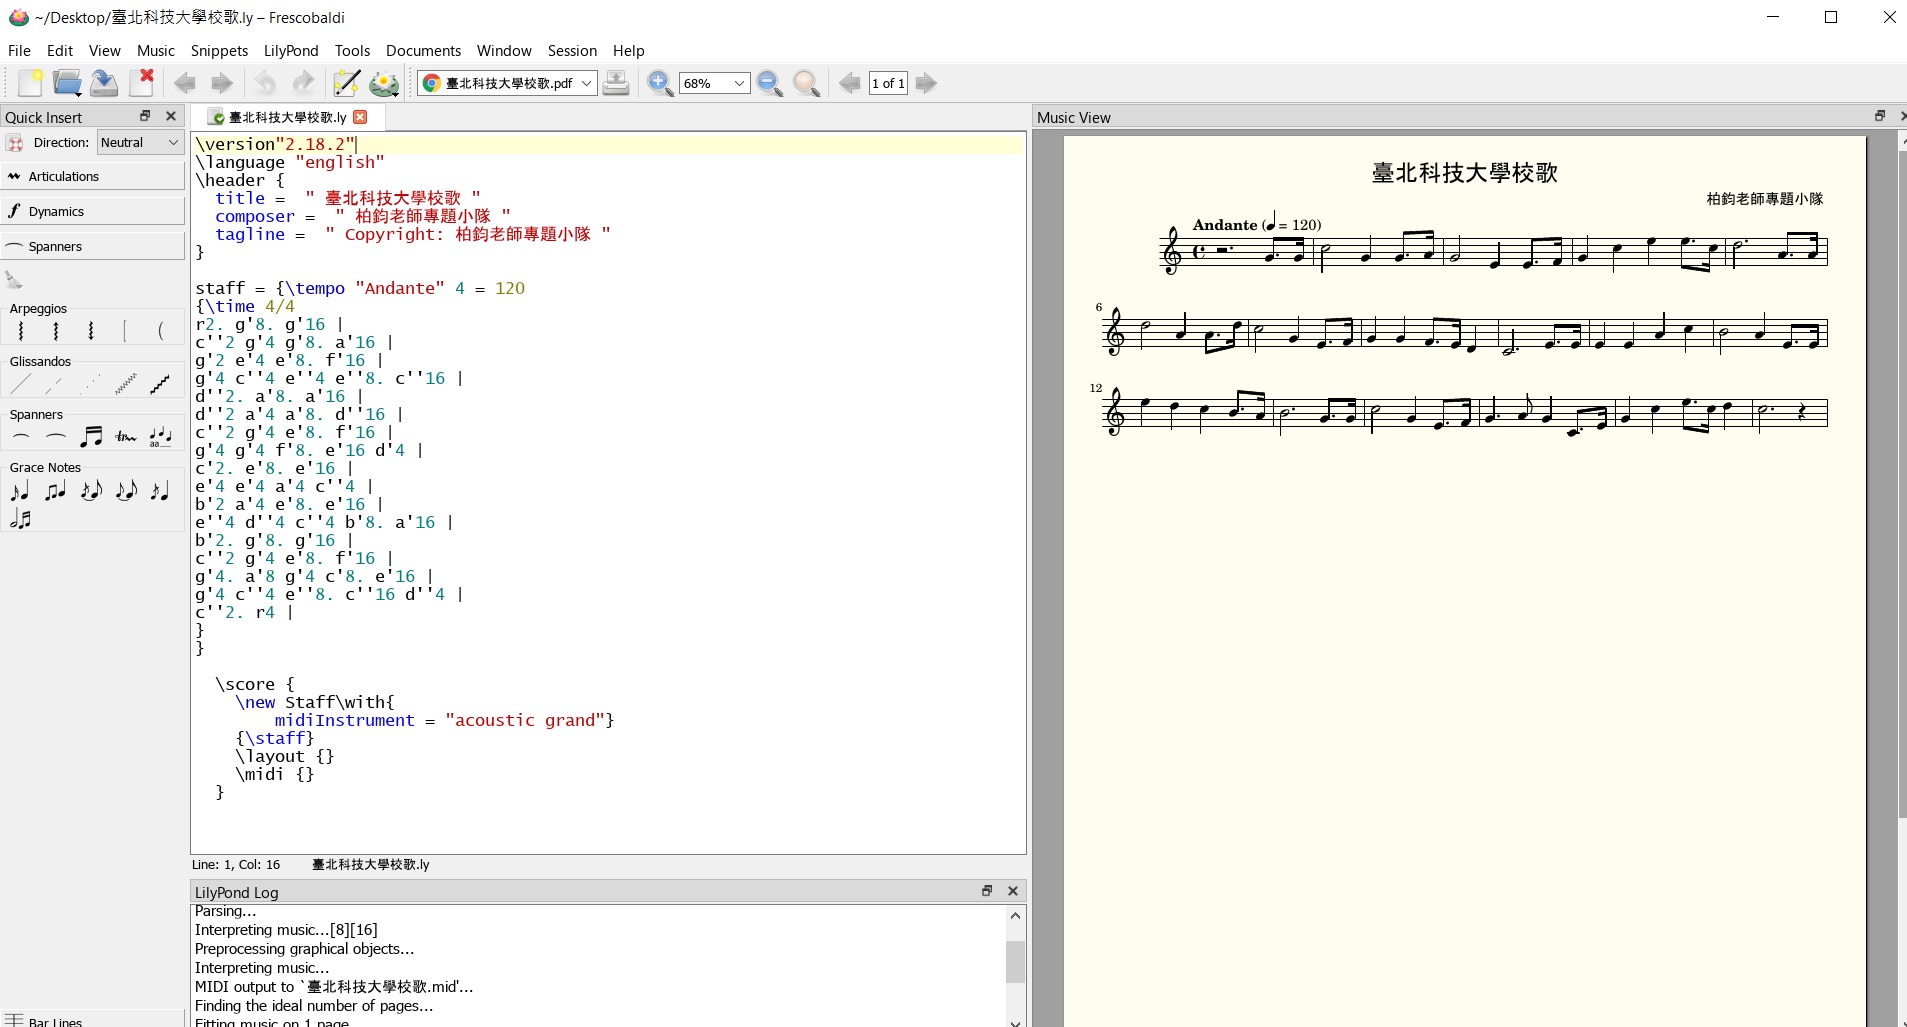 ~/Desktop/臺北科技大學校歌.ly – Frescobaldi
File Edit View Music Snippets LilyPond Tools Documents Window Session Help
臺北科技大學校歌.pdf 68% 1 of 1
Quick Insert
Direction: Neutral
Articulations
Dynamics
Spanners
Arpeggios
Glissandos
Spanners
Grace Notes
Bar Lines
臺北科技大學校歌.ly
\version"2.18.2"
\language "english"
\header {
title = " 臺北科技大學校歌 "
composer = " 柏鈞老師專題小隊 "
tagline = " Copyright: 柏鈞老師專題小隊 "
}
staff = {\tempo "Andante" 4 = 120
{\time 4/4
r2. g'8. g'16 |
c''2 g'4 g'8. a'16 |
g'2 e'4 e'8. f'16 |
g'4 c''4 e''4 e''8. c''16 |
d''2. a'8. a'16 |
d''2 a'4 a'8. d''16 |
c''2 g'4 e'8. f'16 |
g'4 g'4 f'8. e'16 d'4 |
c'2. e'8. e'16 |
e'4 e'4 a'4 c''4 |
b'2 a'4 e'8. e'16 |
e''4 d''4 c''4 b'8. a'16 |
b'2. g'8. g'16 |
c''2 g'4 e'8. f'16 |
g'4. a'8 g'4 c'8. e'16 |
g'4 c''4 e''8. c''16 d''4 |
c''2. r4 |
}
}
\score {
\new Staff\with{
midiInstrument = "acoustic grand"}
{\staff}
\layout {}
\midi {}
}
Line: 1, Col: 16 臺北科技大學校歌.ly
LilyPond Log
Parsing...
Interpreting music...[8][16]
Preprocessing graphical objects...
Interpreting music...
MIDI output to `臺北科技大學校歌.mid'...
Finding the ideal number of pages...
Fitting music on 1 page
Music View
臺北科技大學校歌
柏鈞老師專題小隊
Andante (♩ = 120)
6
12